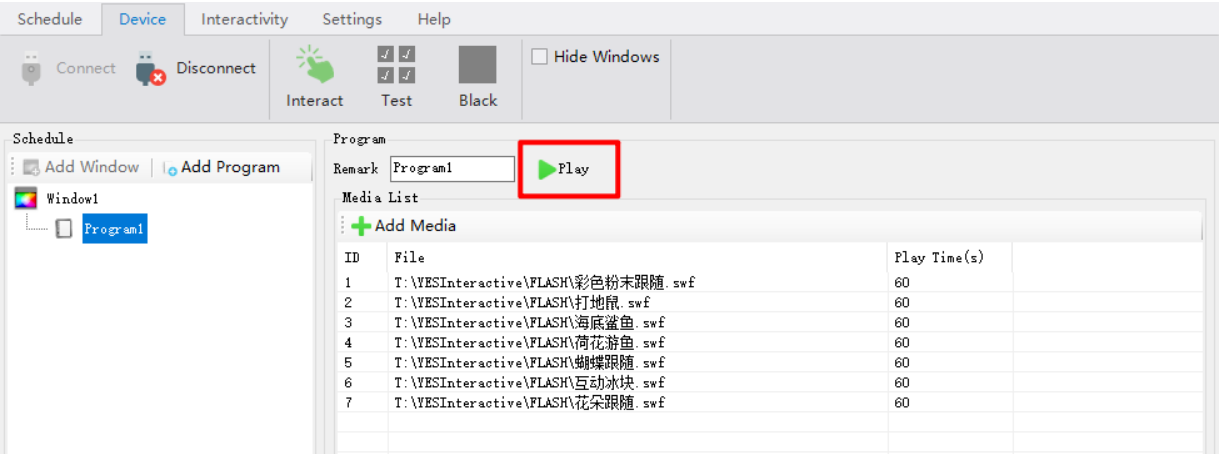 Schedule Device Interactivity Settings Help
Connect Disconnect Interact Test Black Hide Windows
Schedule
Add Window Add Program
Window1
Program1
Program
Remark Program1 Play
Media List
Add Media
ID File Play Time(s)
1 T:\YESInteractive\FLASH\彩色粉末跟随.swf 60
2 T:\YESInteractive\FLASH\打地鼠.swf 60
3 T:\YESInteractive\FLASH\海底鲨鱼.swf 60
4 T:\YESInteractive\FLASH\荷花游鱼.swf 60
5 T:\YESInteractive\FLASH\蝴蝶跟随.swf 60
6 T:\YESInteractive\FLASH\互动冰块.swf 60
7 T:\YESInteractive\FLASH\花朵跟随.swf 60